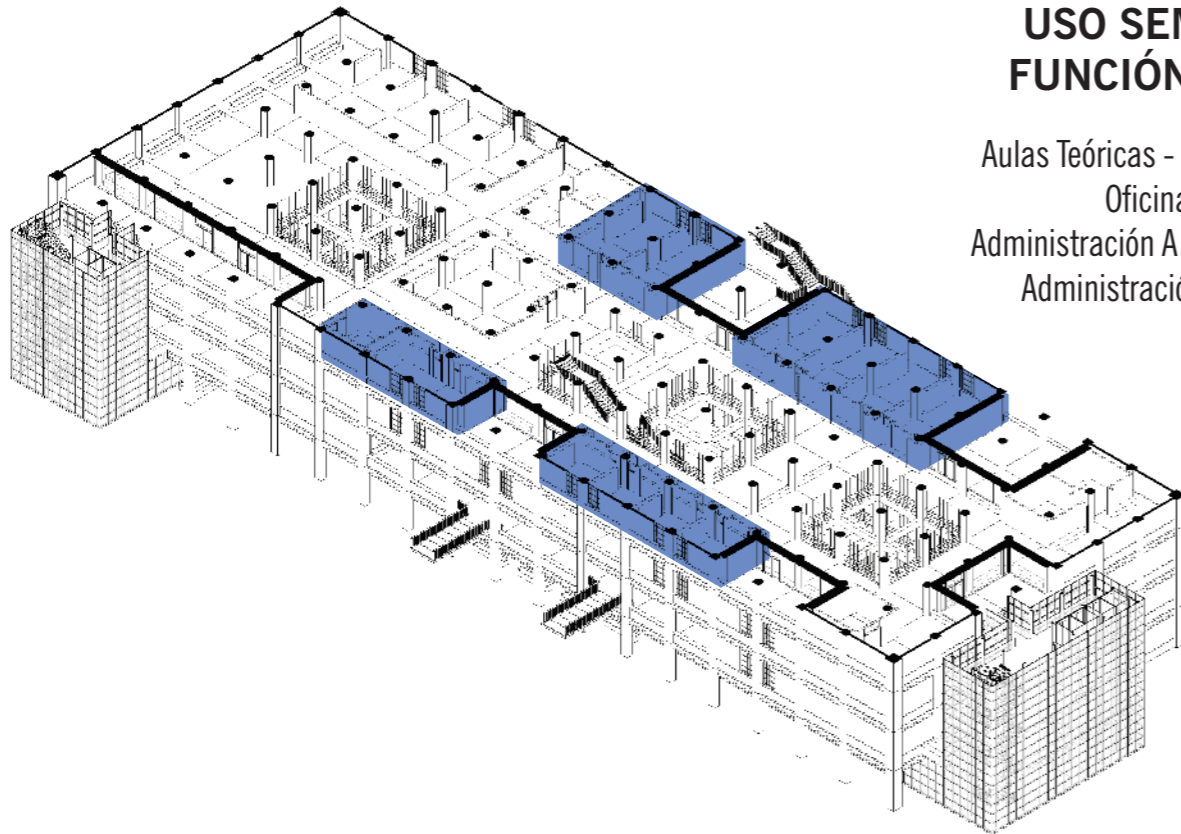 USO SEM
FUNCIÓN
Aulas Teóricas -
Oficina
Administración A
Administració